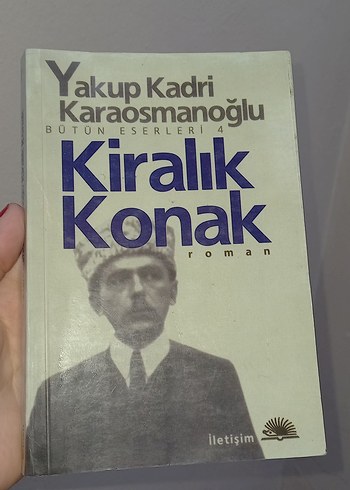 Yakup Kadri
Karaosmanoğlu
BÜTÜN ESERLERİ 4
Kiralık
Konak
roman
İletişim